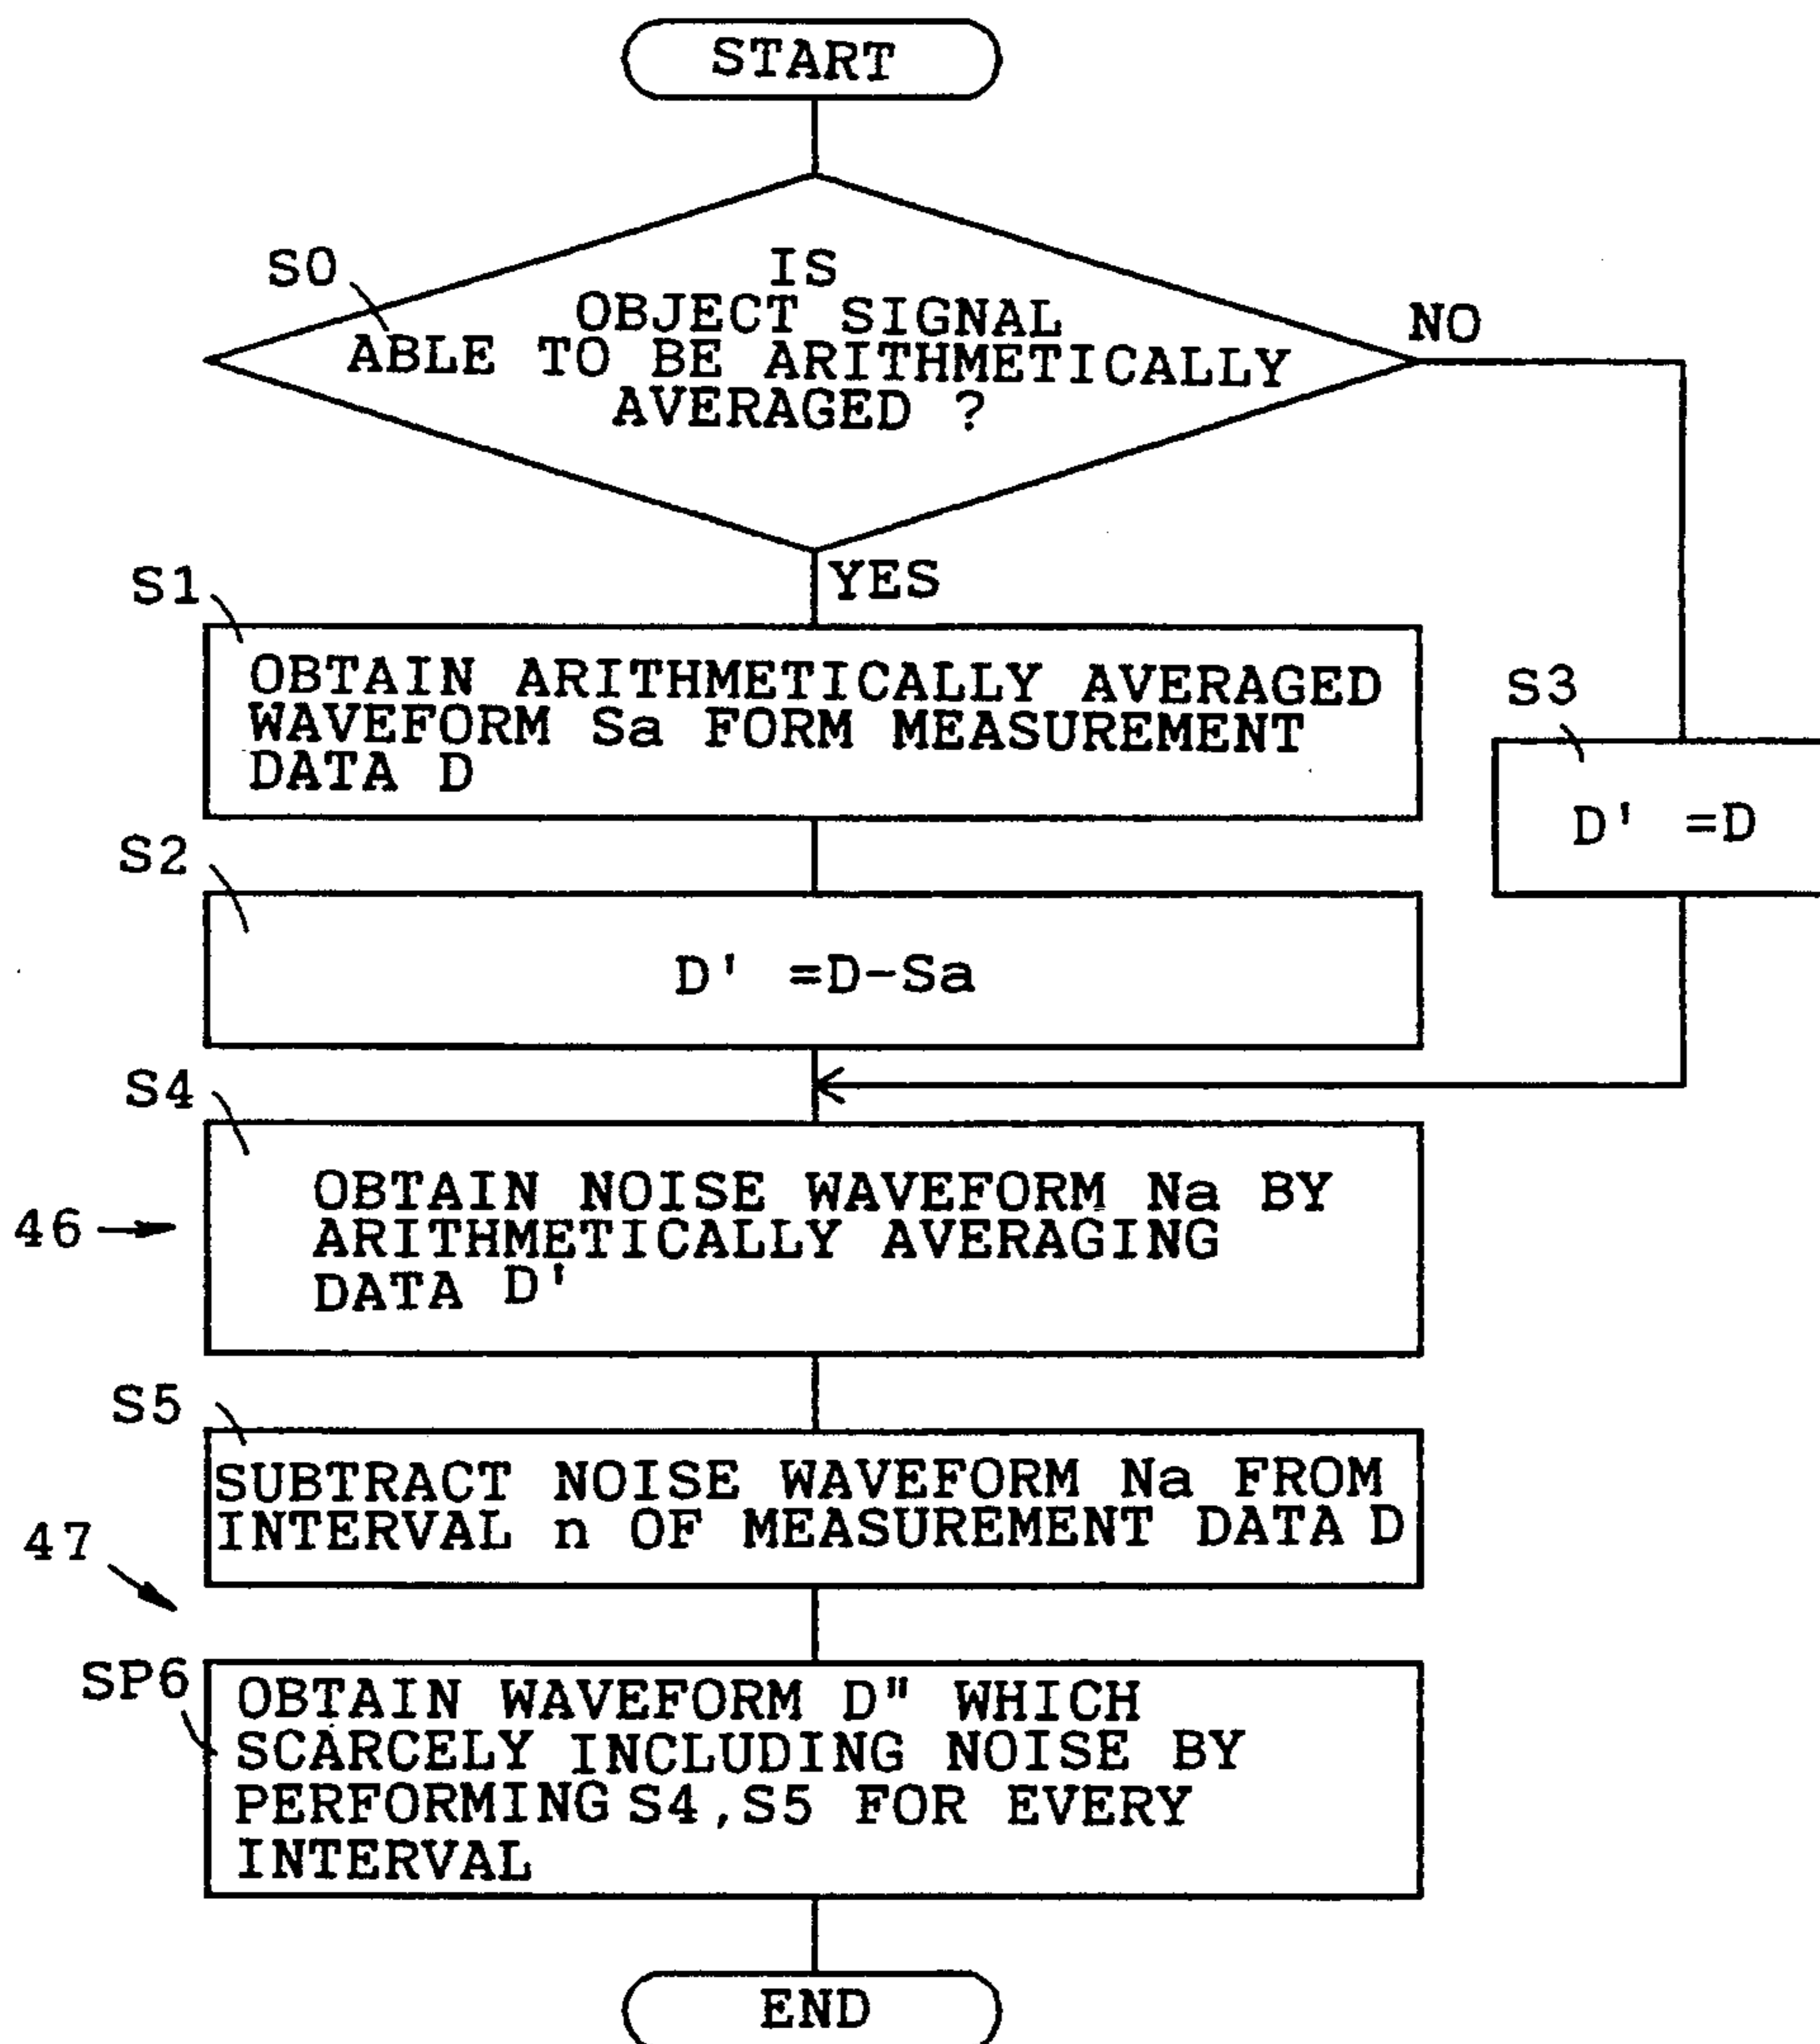 START
S0
IS
OBJECT SIGNAL
ABLE TO BE ARITHMETICALLY
AVERAGED ?
NO
YES
S1
OBTAIN ARITHMETICALLY AVERAGED
WAVEFORM Sa FORM MEASUREMENT
DATA D
S3
D' =D
S2
D' =D-Sa
S4
46
OBTAIN NOISE WAVEFORM Na BY
ARITHMETICALLY AVERAGING
DATA D'
S5
SUBTRACT NOISE WAVEFORM Na FROM
INTERVAL n OF MEASUREMENT DATA D
47
SP6
OBTAIN WAVEFORM D" WHICH
SCARCELY INCLUDING NOISE BY
PERFORMING S4,S5 FOR EVERY
INTERVAL
END